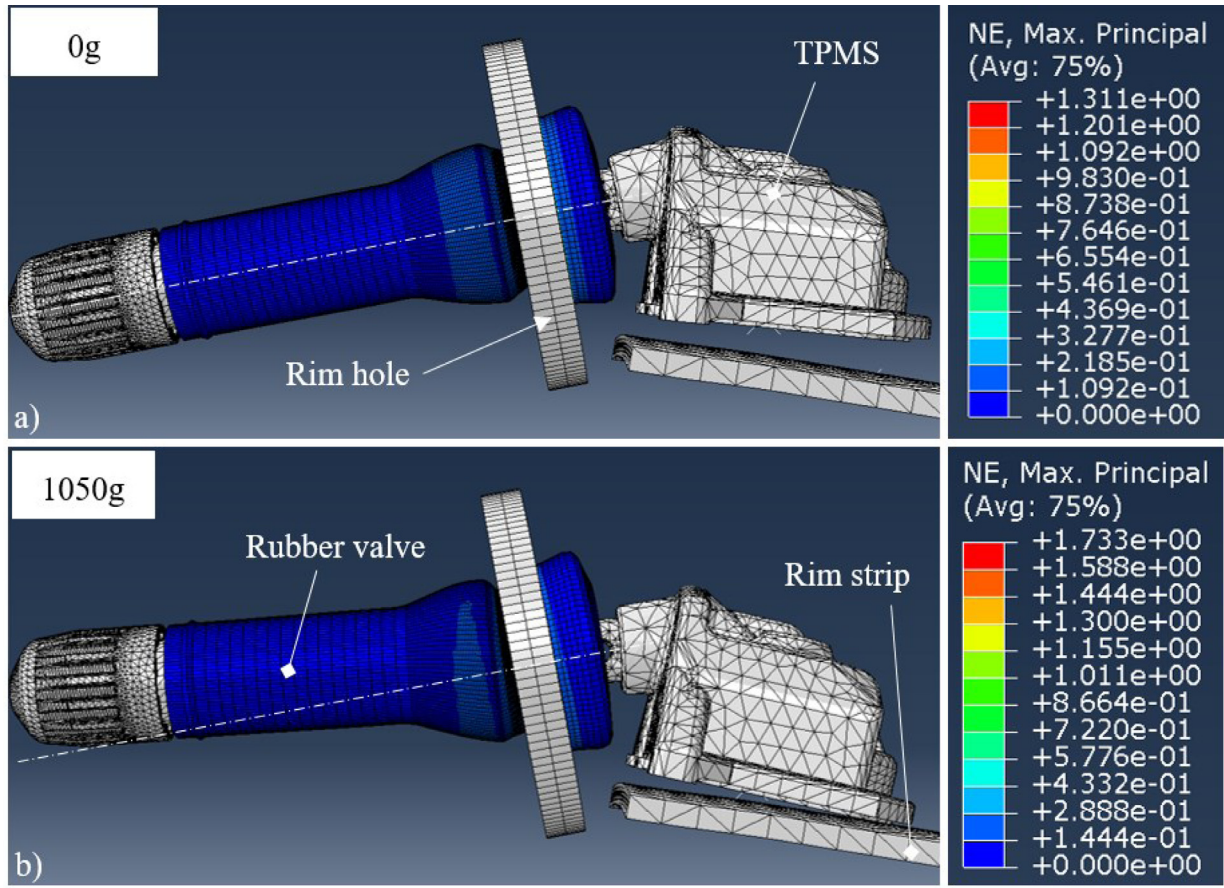 0g
TPMS
Rim hole
a)
NE, Max. Principal
(Avg: 75%)
+1.311e+00
+1.201e+00
+1.092e+00
+9.830e-01
+8.738e-01
+7.646e-01
+6.554e-01
+5.461e-01
+4.369e-01
+3.277e-01
+2.185e-01
+1.092e-01
+0.000e+00
1050g
Rubber valve
Rim strip
b)
NE, Max. Principal
(Avg: 75%)
+1.733e+00
+1.588e+00
+1.444e+00
+1.300e+00
+1.155e+00
+1.011e+00
+8.664e-01
+7.220e-01
+5.776e-01
+4.332e-01
+2.888e-01
+1.444e-01
+0.000e+00